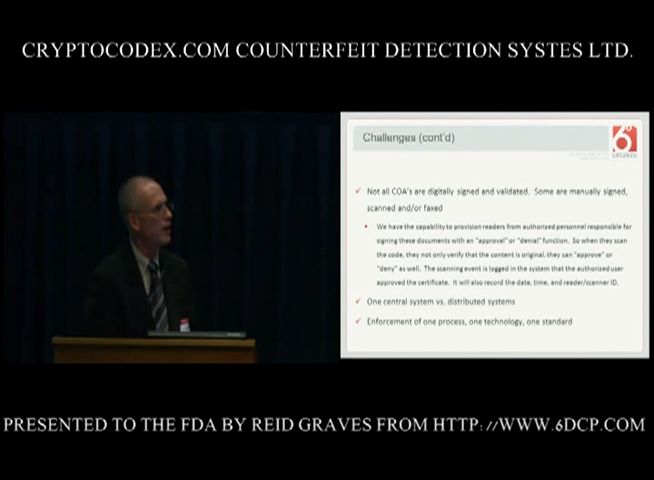 CRYPTOCODEX.COM COUNTERFEIT DETECTION SYSTES LTD.
Challenges (cont'd)
6°
Not all COA's are digitally signed and validated. Some are manually signed,
scanned and/or faxed
We have the capability to provision readers from authorized personnel responsible for
signing these documents with an "approval" or "denial" function. So when they scan
the code, they not only verify that the content is original, they can "approve" or
"deny" as well. The scanning event is logged in the system that the authorized user
approved the certificate. It will also record the date, time, and reader/scanner ID.
One central system vs. distributed systems
Enforcement of one process, one technology, one standard
PRESENTED TO THE FDA BY REID GRAVES FROM HTTP://WWW.6DCP.COM